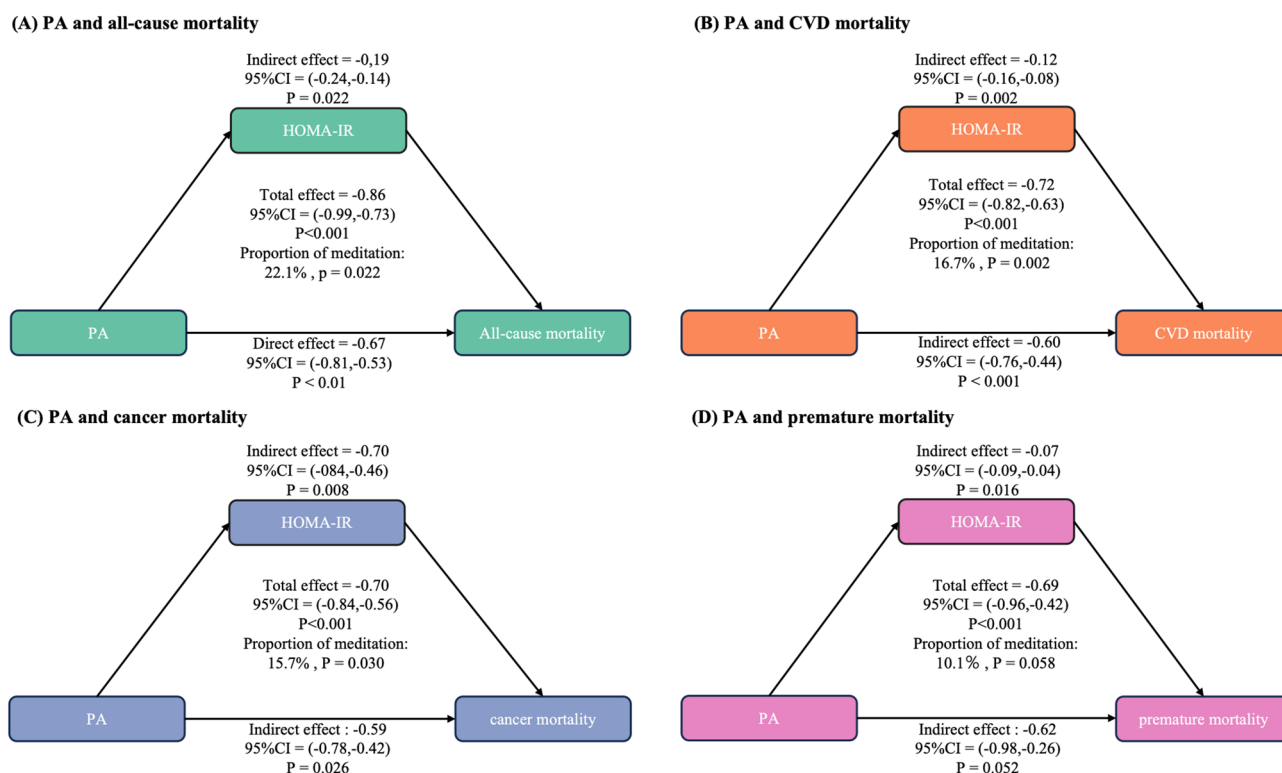 (A) PA and all-cause mortality
Indirect effect = -0,19
95%CI = (-0.24,-0.14)
P = 0.022
HOMA-IR
Total effect = -0.86
95%CI = (-0.99,-0.73)
P<0.001
Proportion of meditation:
22.1% , p = 0.022
PA
All-cause mortality
Direct effect = -0.67
95%CI = (-0.81,-0.53)
P < 0.01
(B) PA and CVD mortality
Indirect effect = -0.12
95%CI = (-0.16,-0.08)
P = 0.002
HOMA-IR
Total effect = -0.72
95%CI = (-0.82,-0.63)
P<0.001
Proportion of meditation:
16.7% , P = 0.002
PA
CVD mortality
Indirect effect = -0.60
95%CI = (-0.76,-0.44)
P < 0.001
(C) PA and cancer mortality
Indirect effect = -0.70
95%CI = (-084,-0.46)
P = 0.008
HOMA-IR
Total effect = -0.70
95%CI = (-0.84,-0.56)
P<0.001
Proportion of meditation:
15.7% , P = 0.030
PA
cancer mortality
Indirect effect : -0.59
95%CI = (-0.78,-0.42)
P = 0.026
(D) PA and premature mortality
Indirect effect = -0.07
95%CI = (-0.09,-0.04)
P = 0.016
HOMA-IR
Total effect = -0.69
95%CI = (-0.96,-0.42)
P<0.001
Proportion of meditation:
10.1% , P = 0.058
PA
premature mortality
Indirect effect : -0.62
95%CI = (-0.98,-0.26)
P = 0.052